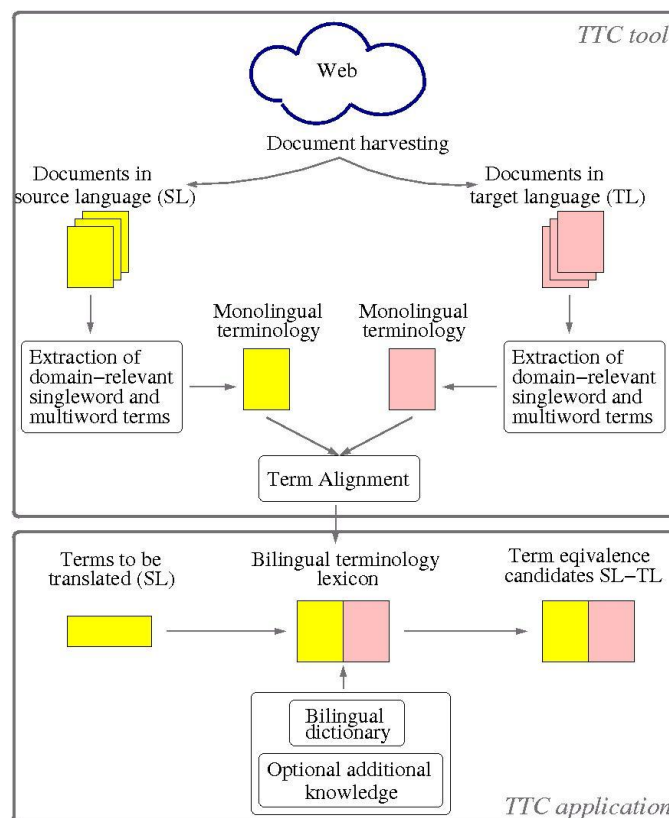 TTC tool
Web
Document harvesting
Documents in
source language (SL)
Documents in
target language (TL)
Monolingual
terminology
Monolingual
terminology
Extraction of
domain−relevant
singleword and
multiword terms
Extraction of
domain−relevant
singleword and
multiword terms
Term Alignment
Terms to be
translated (SL)
Bilingual terminology
lexicon
Term eqivalence
candidates SL−TL
Bilingual
dictionary
Optional additional
knowledge
TTC application